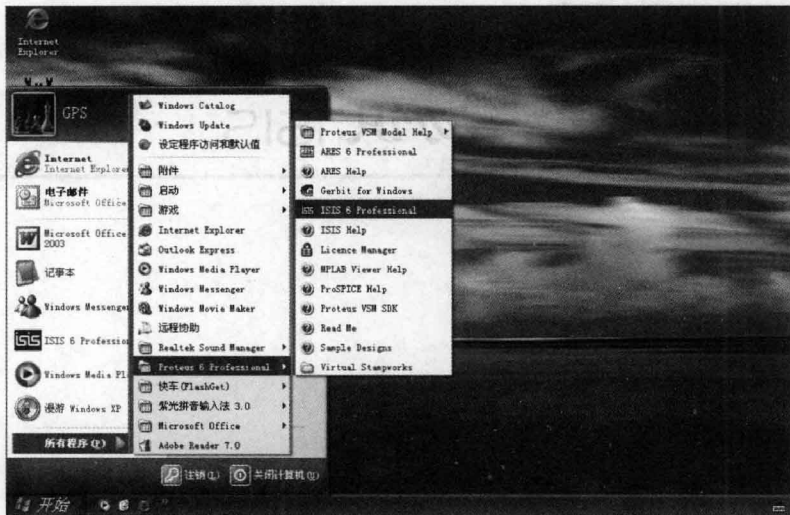 Internet
Explorer
GPS
Internet
Internet Explore
电子邮件
Microsoft Office
Microsoft Office
2003
记事本
Windows Messenger
ISIS 6 Profession
Windows Media Pl
漫游 Windows XP
所有程序(P)
Windows Catalog
Windows Update
设定程序访问和默认值
附件
启动
游戏
Internet Explorer
Outlook Express
Windows Media Player
Windows Messenger
Windows Movie Maker
远程协助
Realtek Sound Manager
Proteus 6 Professional
快车(FlashGet)
紫光拼音输入法 3.0
Microsoft Office
Adobe Reader 7.0
Proteus VSM Model Help
ARES 6 Professional
ARES Help
Gerbit for Windows
ISIS 6 Professional
ISIS Help
Licence Manager
MPLAB Viewer Help
ProSPICE Help
Proteus VSM SDK
Read Me
Sample Designs
Virtual Stampworks
注销(L)
关闭计算机(U)
开始